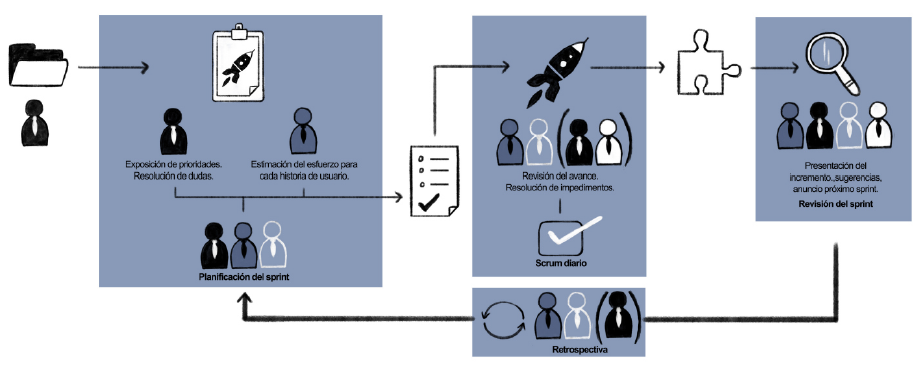 Exposición de prioridades.
Resolución de dudas.
Estimación del esfuerzo para
cada historia de usuario.
Planificación del sprint
Revisión del avance.
Resolución de impedimentos.
Scrum diario
Presentación del
incremento.,sugerencias,
anuncio próximo sprint.
Revisión del sprint
Retrospectiva